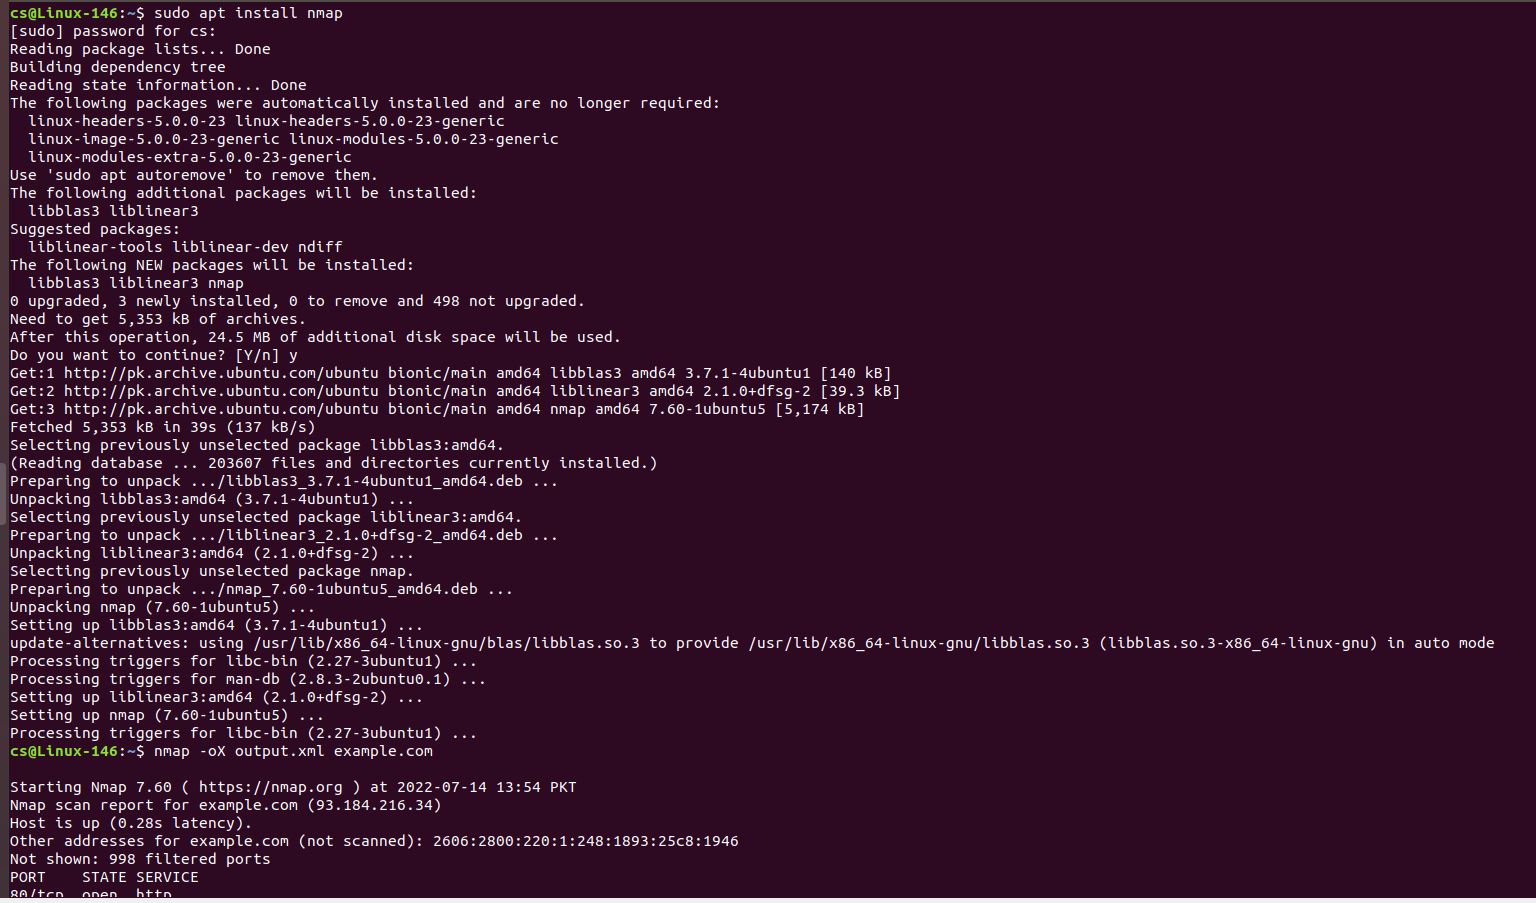 cs@Linux-146:~$ sudo apt install nmap
[sudo] password for cs:
Reading package lists... Done
Building dependency tree
Reading state information... Done
The following packages were automatically installed and are no longer required:
  linux-headers-5.0.0-23 linux-headers-5.0.0-23-generic
  linux-image-5.0.0-23-generic linux-modules-5.0.0-23-generic
  linux-modules-extra-5.0.0-23-generic
Use 'sudo apt autoremove' to remove them.
The following additional packages will be installed:
  libblas3 liblinear3
Suggested packages:
  liblinear-tools liblinear-dev ndiff
The following NEW packages will be installed:
  libblas3 liblinear3 nmap
0 upgraded, 3 newly installed, 0 to remove and 498 not upgraded.
Need to get 5,353 kB of archives.
After this operation, 24.5 MB of additional disk space will be used.
Do you want to continue? [Y/n] y
Get:1 http://pk.archive.ubuntu.com/ubuntu bionic/main amd64 libblas3 amd64 3.7.1-4ubuntu1 [140 kB]
Get:2 http://pk.archive.ubuntu.com/ubuntu bionic/main amd64 liblinear3 amd64 2.1.0+dfsg-2 [39.3 kB]
Get:3 http://pk.archive.ubuntu.com/ubuntu bionic/main amd64 nmap amd64 7.60-1ubuntu5 [5,174 kB]
Fetched 5,353 kB in 39s (137 kB/s)
Selecting previously unselected package libblas3:amd64.
(Reading database ... 203607 files and directories currently installed.)
Preparing to unpack .../libblas3_3.7.1-4ubuntu1_amd64.deb ...
Unpacking libblas3:amd64 (3.7.1-4ubuntu1) ...
Selecting previously unselected package liblinear3:amd64.
Preparing to unpack .../liblinear3_2.1.0+dfsg-2_amd64.deb ...
Unpacking liblinear3:amd64 (2.1.0+dfsg-2) ...
Selecting previously unselected package nmap.
Preparing to unpack .../nmap_7.60-1ubuntu5_amd64.deb ...
Unpacking nmap (7.60-1ubuntu5) ...
Setting up libblas3:amd64 (3.7.1-4ubuntu1) ...
update-alternatives: using /usr/lib/x86_64-linux-gnu/blas/libblas.so.3 to provide /usr/lib/x86_64-linux-gnu/libblas.so.3 (libblas.so.3-x86_64-linux-gnu) in auto mode
Processing triggers for libc-bin (2.27-3ubuntu1) ...
Processing triggers for man-db (2.8.3-2ubuntu0.1) ...
Setting up liblinear3:amd64 (2.1.0+dfsg-2) ...
Setting up nmap (7.60-1ubuntu5) ...
Processing triggers for libc-bin (2.27-3ubuntu1) ...
cs@Linux-146:~$ nmap -oX output.xml example.com

Starting Nmap 7.60 ( https://nmap.org ) at 2022-07-14 13:54 PKT
Nmap scan report for example.com (93.184.216.34)
Host is up (0.28s latency).
Other addresses for example.com (not scanned): 2606:2800:220:1:248:1893:25c8:1946
Not shown: 998 filtered ports
PORT    STATE SERVICE
80/tcp  open  http